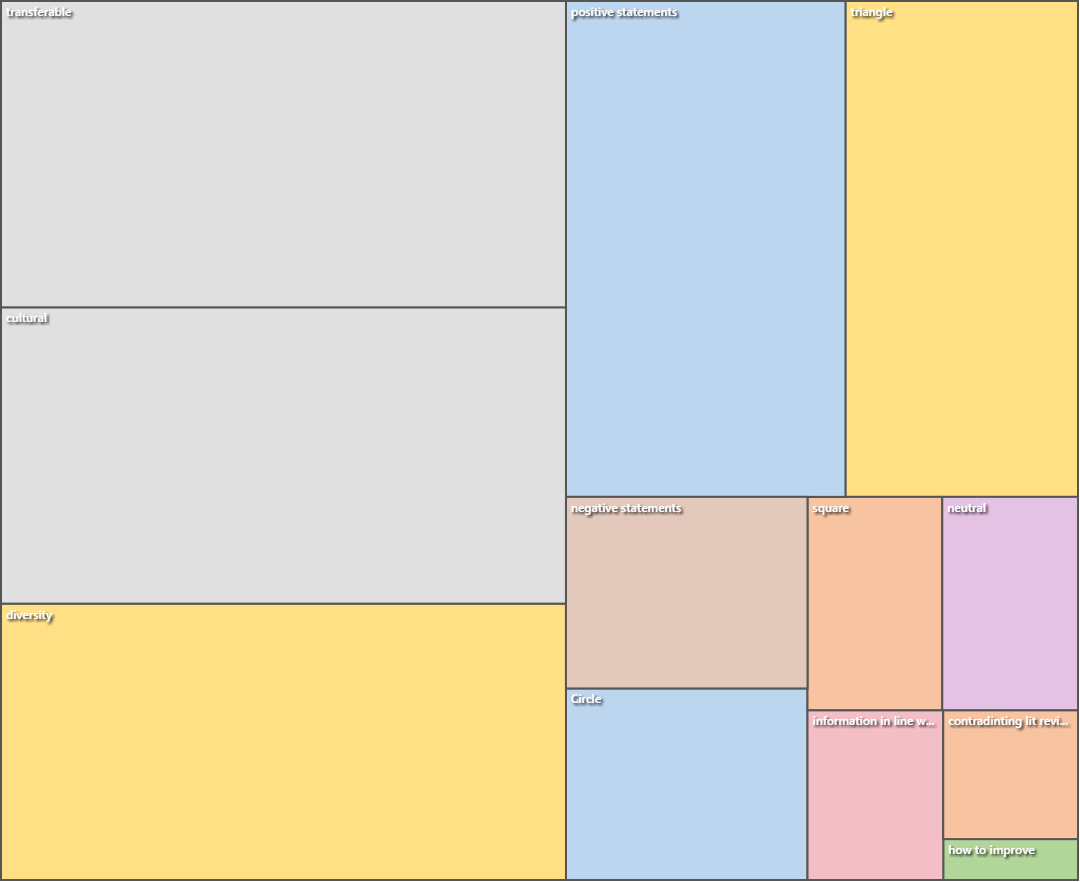 transferable
positive statements
triangle
cultural
negative statements
square
neutral
diversity
Circle
information in line w...
contradinting lit revi...
how to improve